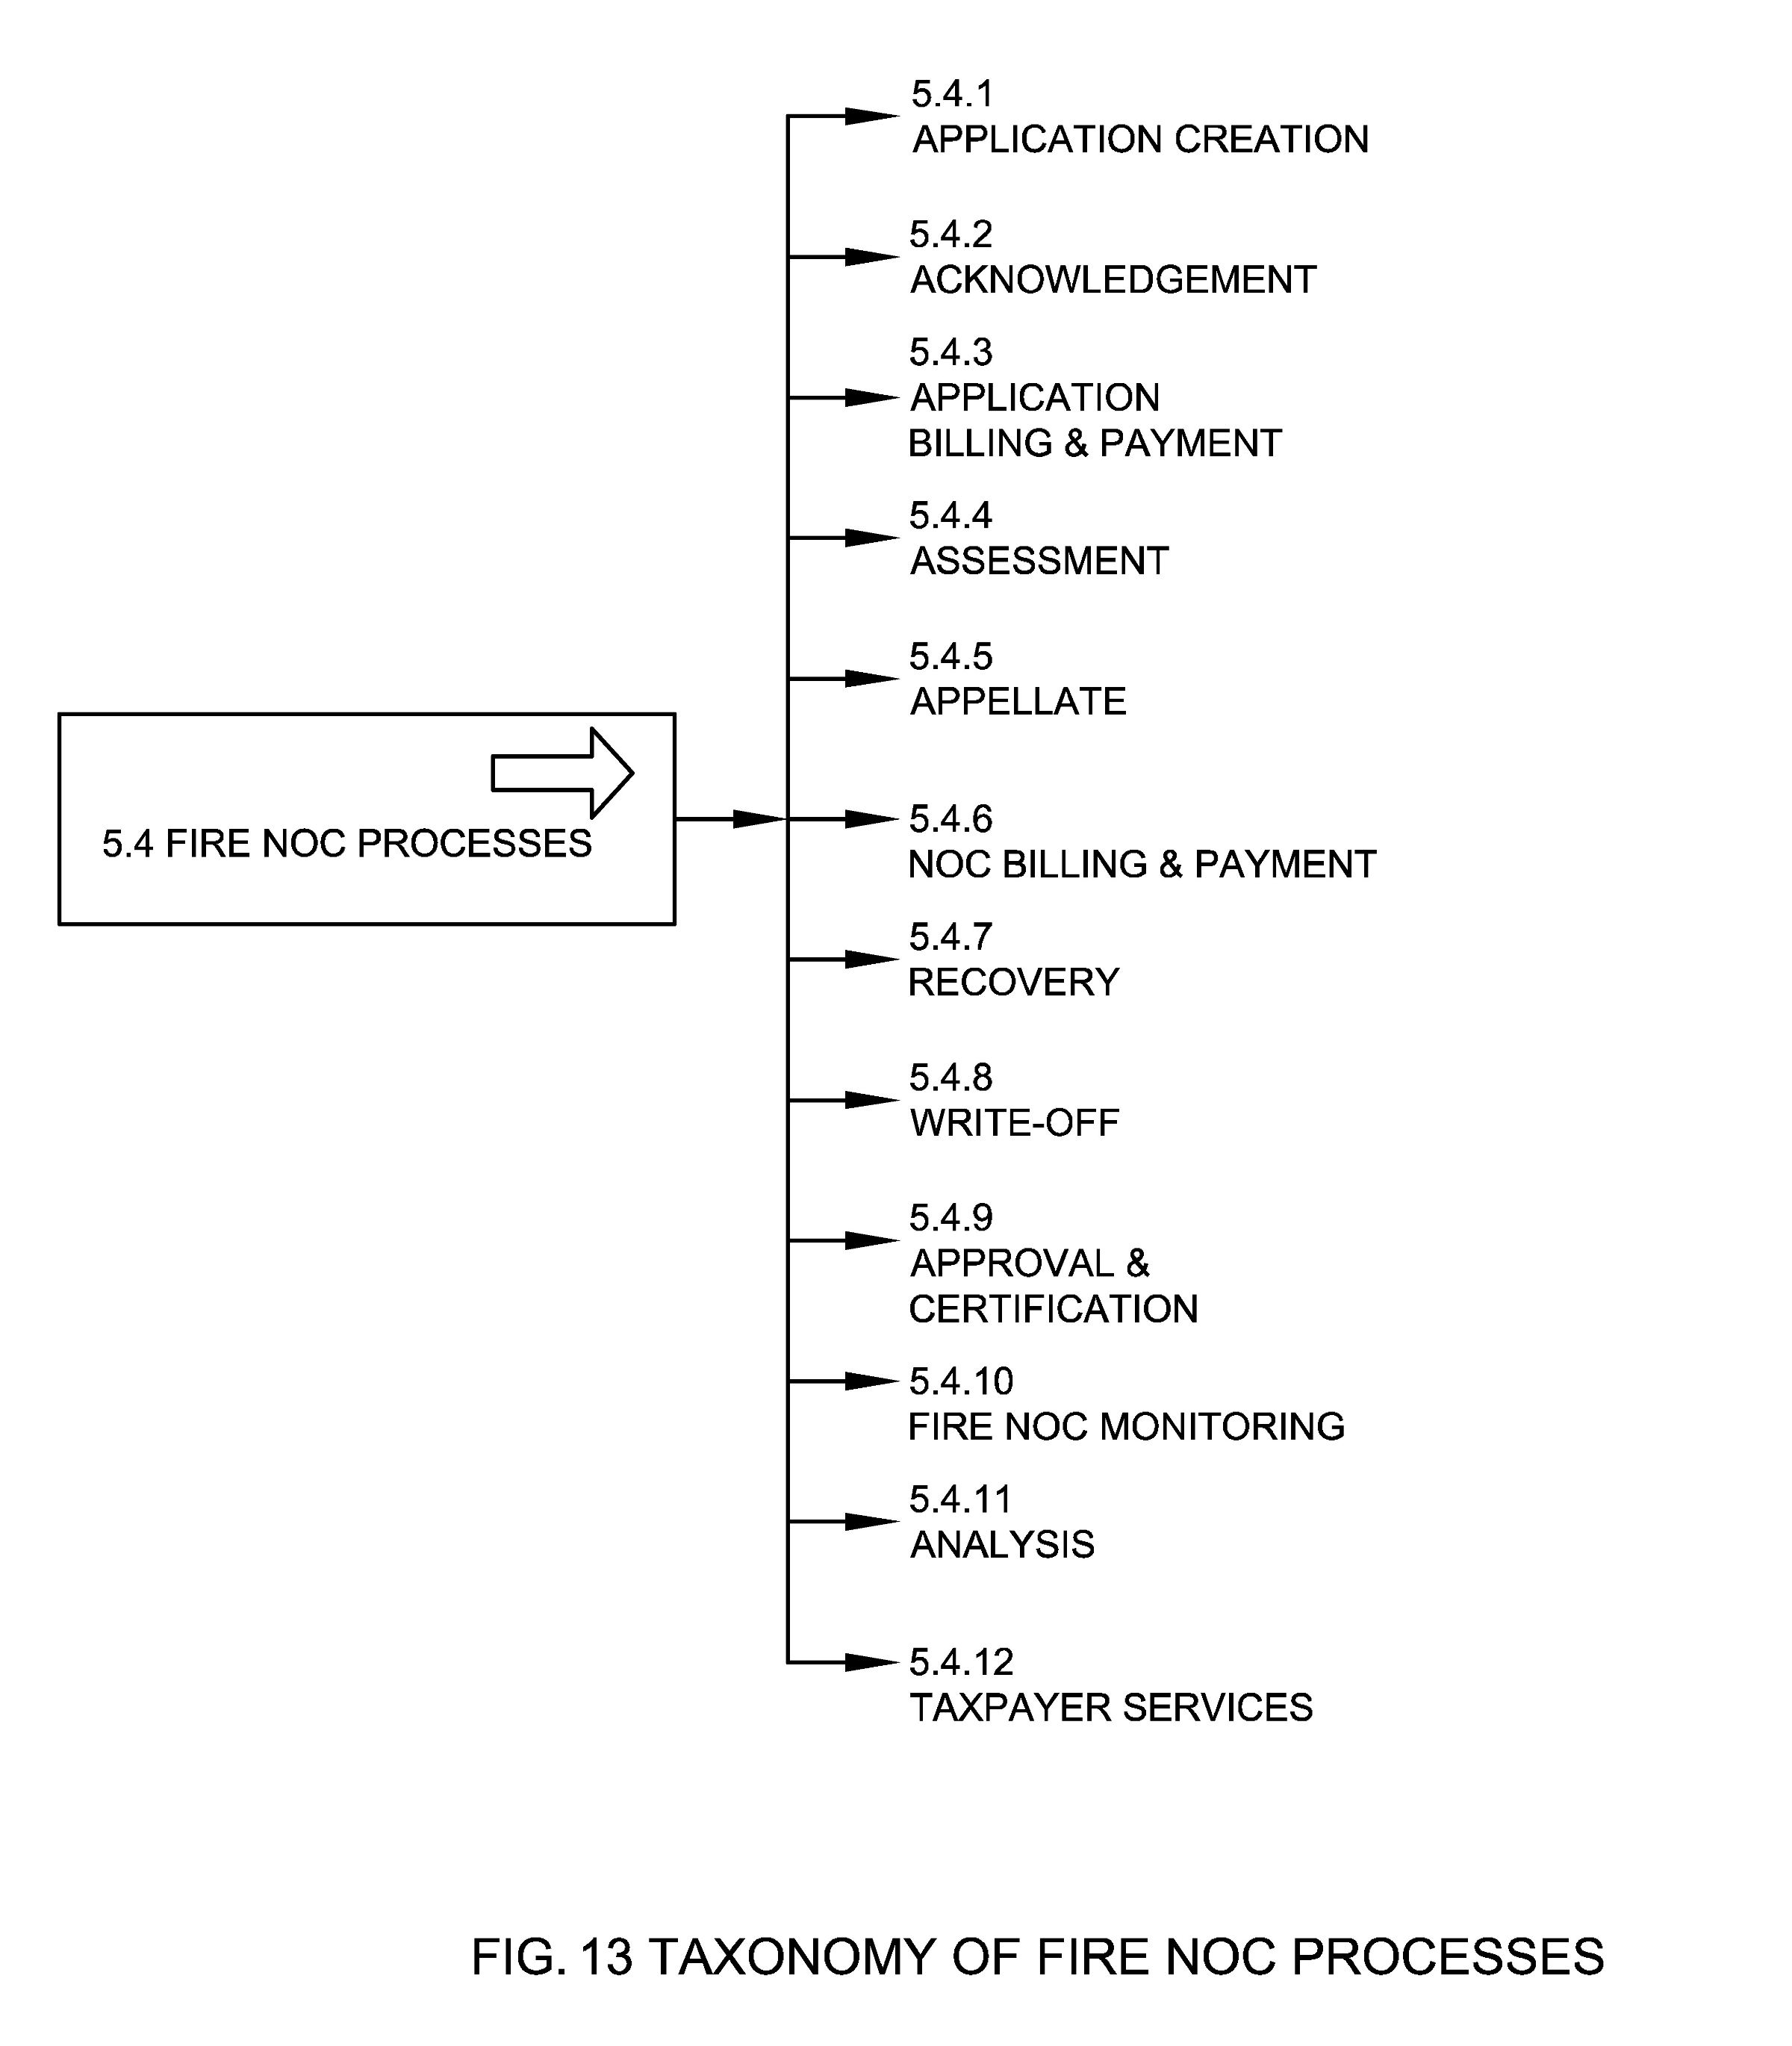 5.4.1
APPLICATION CREATION
5.4.2
ACKNOWLEDGEMENT
5.4.3
APPLICATION
BILLING & PAYMENT
5.4.4
ASSESSMENT
5.4.5
APPELLATE
5.4 FIRE NOC PROCESSES
5.4.6
NOC BILLING & PAYMENT
5.4.7
RECOVERY
5.4.8
WRITE-OFF
5.4.9
APPROVAL &
CERTIFICATION
5.4.10
FIRE NOC MONITORING
5.4.11
ANALYSIS
5.4.12
TAXPAYER SERVICES
FIG. 13 TAXONOMY OF FIRE NOC PROCESSES